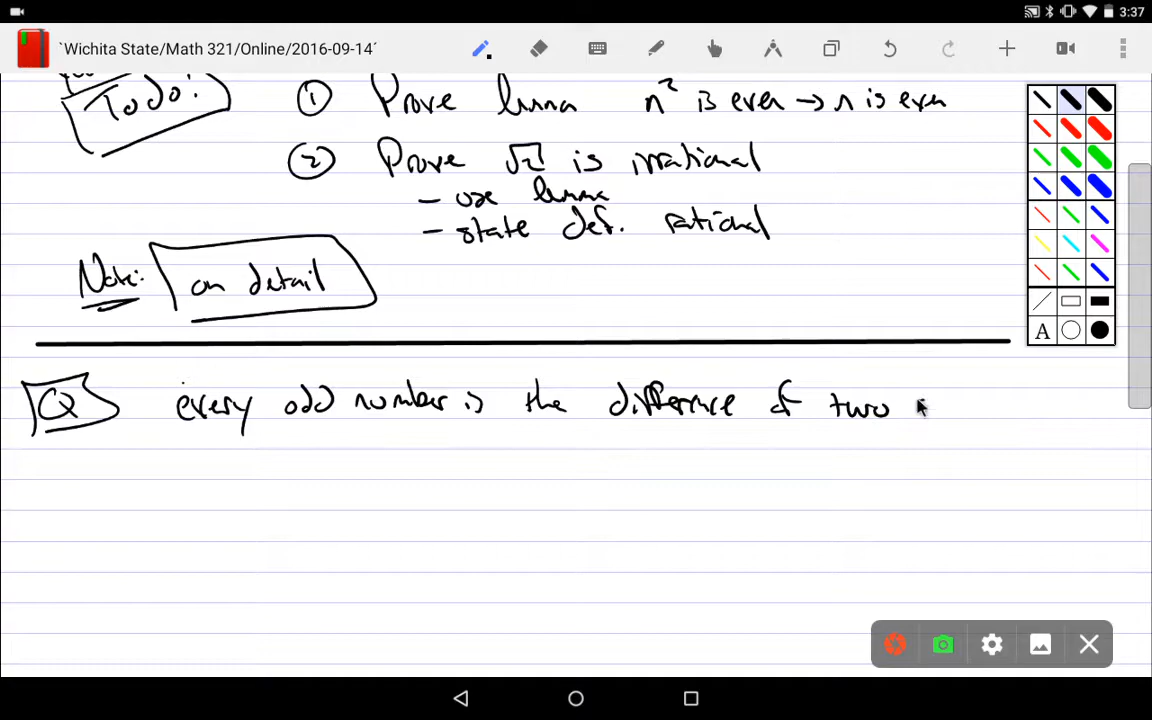 3:37
`Wichita State/Math 321/Online/2016-09-14´
To do:
① Prove lemma n² is even → n is even
② Prove √2 is irrational
- use lemma
- state def. rational
Note: on detail
A
Q every odd number is the difference of two